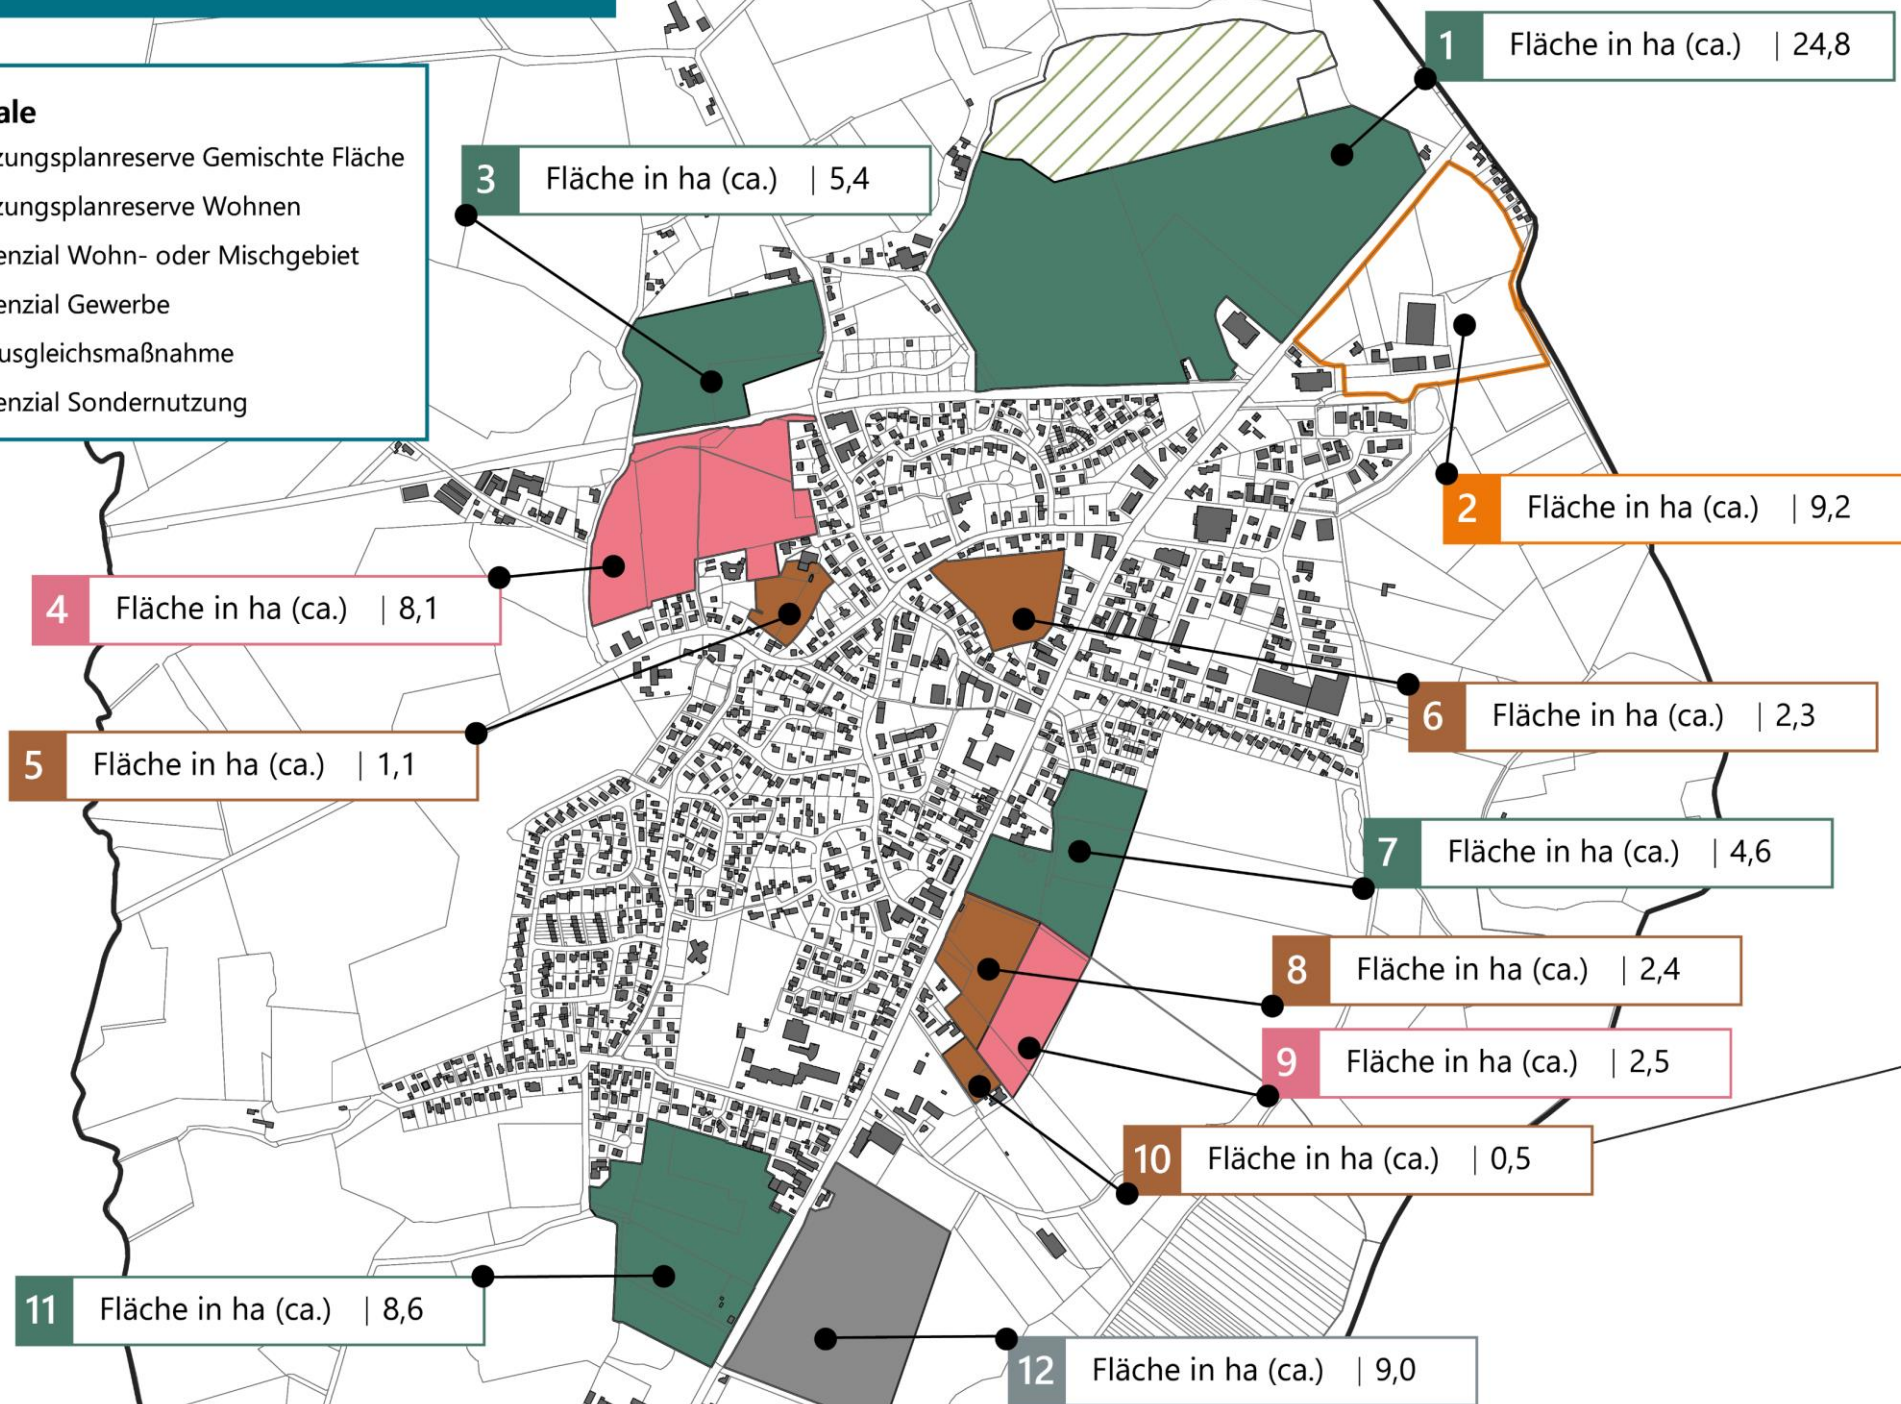 ale
zungsplanreserve Gemischte Fläche
zungsplanreserve Wohnen
enzial Wohn- oder Mischgebiet
enzial Gewerbe
usgleichsmaßnahme
enzial Sondernutzung
1 Fläche in ha (ca.) | 24,8
3 Fläche in ha (ca.) | 5,4
2 Fläche in ha (ca.) | 9,2
4 Fläche in ha (ca.) | 8,1
6 Fläche in ha (ca.) | 2,3
5 Fläche in ha (ca.) | 1,1
7 Fläche in ha (ca.) | 4,6
8 Fläche in ha (ca.) | 2,4
9 Fläche in ha (ca.) | 2,5
10 Fläche in ha (ca.) | 0,5
11 Fläche in ha (ca.) | 8,6
12 Fläche in ha (ca.) | 9,0